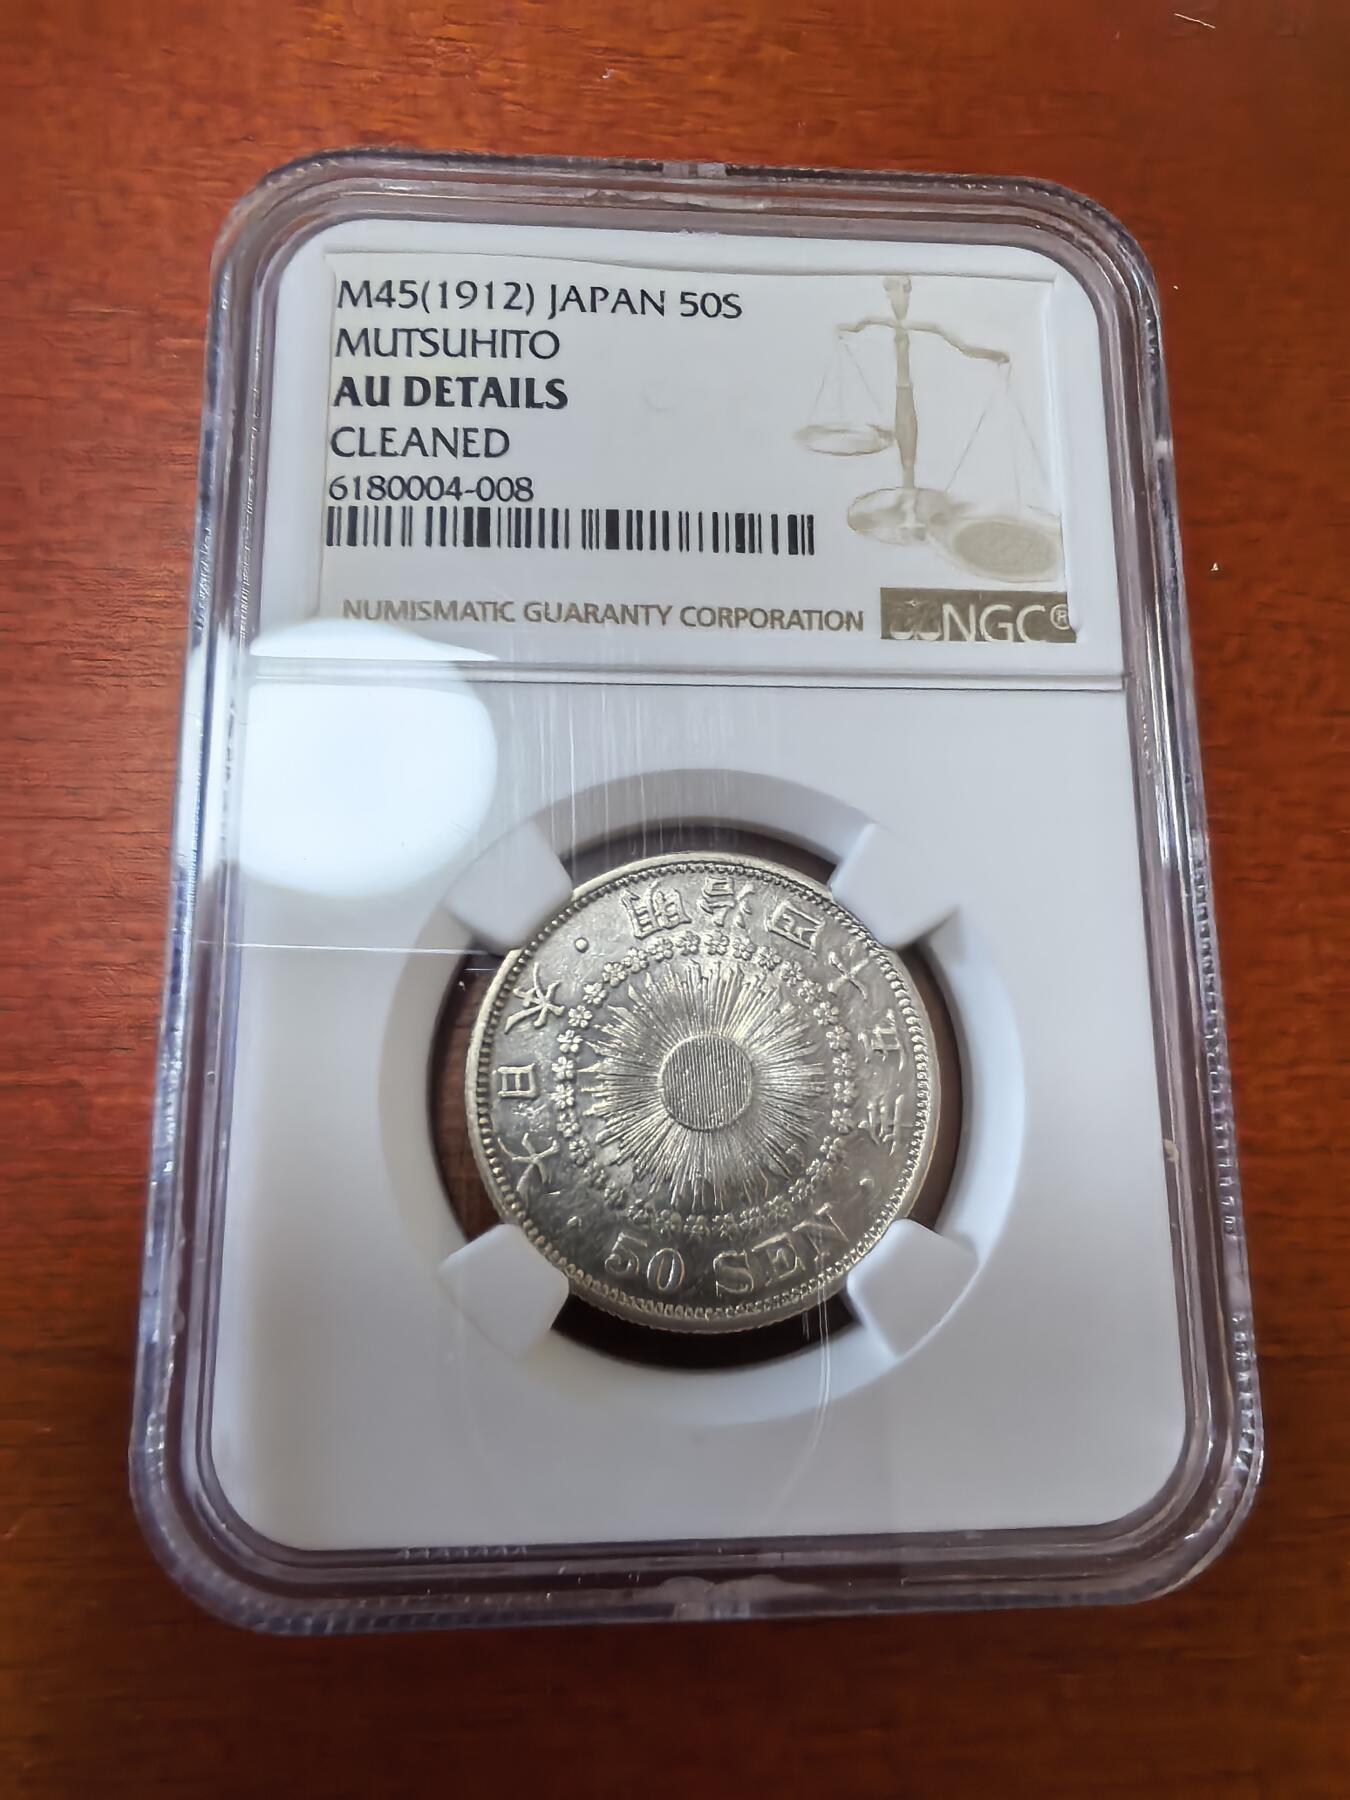 M45(1912) JAPAN 50S
MUTSUHITO
AU DETAILS
CLEANED
6180004-008
NUMISMATIC GUARANTY CORPORATION NGC®
大日本・明治四十五年・
50 SEN